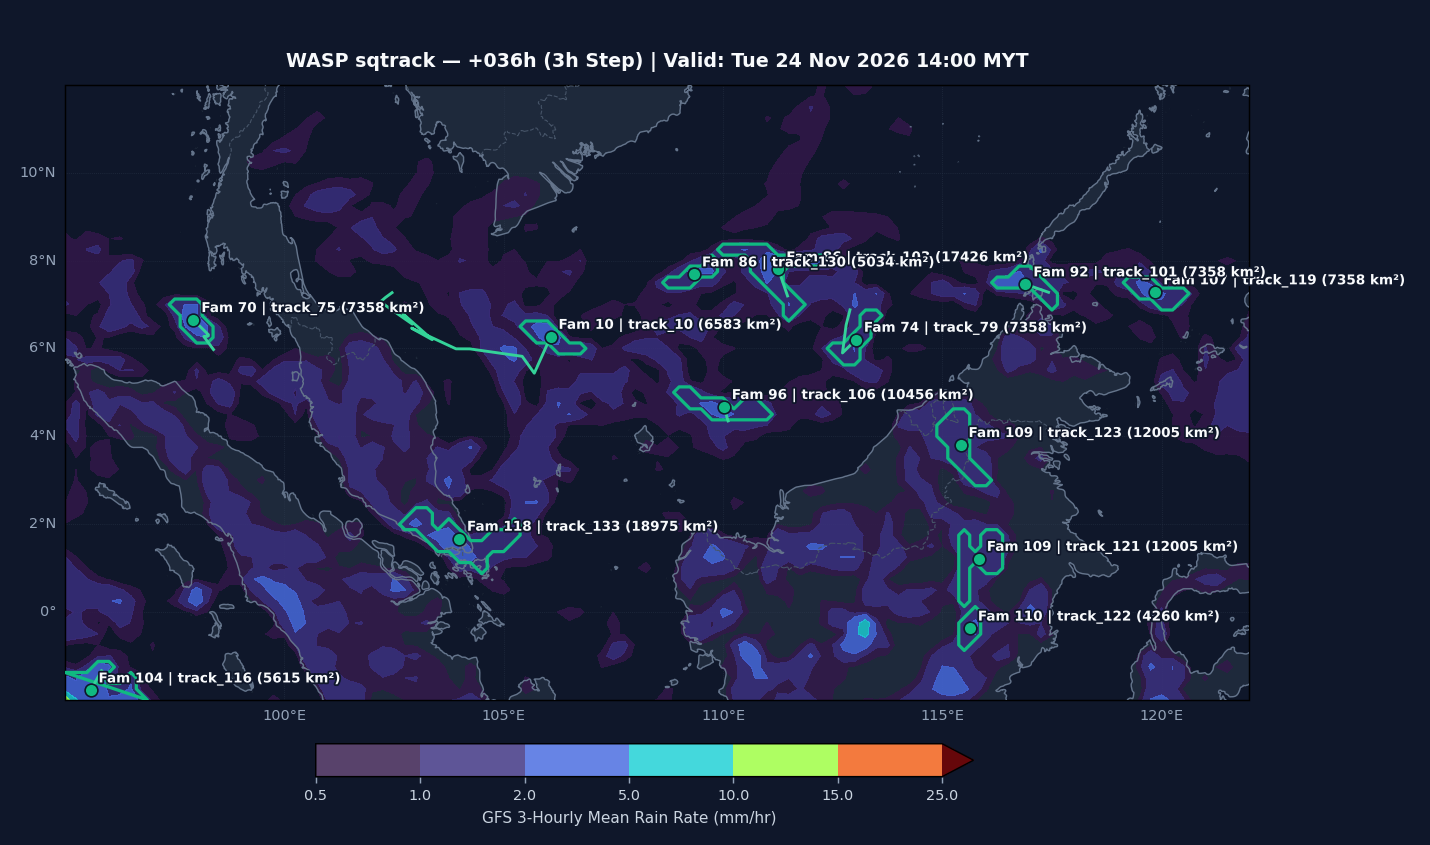 WASP sqtrack — +036h (3h Step) | Valid: Tue 24 Nov 2026 14:00 MYT
10°N
8°N
6°N
4°N
2°N
0°
(17426 km²)
Fam 86 | track_130 (5034 km²)
Fam 92 | track_101 (7358 km²)
Fam 107 | track_119 (7358 km²)
Fam 70 | track_75 (7358 km²)
Fam 10 | track_10 (6583 km²)
Fam 74 | track_79 (7358 km²)
Fam 96 | track_106 (10456 km²)
Fam 109 | track_123 (12005 km²)
Fam 118 | track_133 (18975 km²)
Fam 109 | track_121 (12005 km²)
Fam 110 | track_122 (4260 km²)
Fam 104 | track_116 (5615 km²)
100°E 105°E 110°E 115°E 120°E
0.5 1.0 2.0 5.0 10.0 15.0 25.0
GFS 3-Hourly Mean Rain Rate (mm/hr)